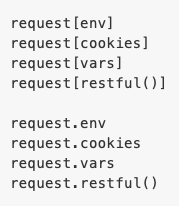 request[env]
request[cookies]
request[vars]
request[restful()]

request.env
request.cookies
request.vars
request.restful()